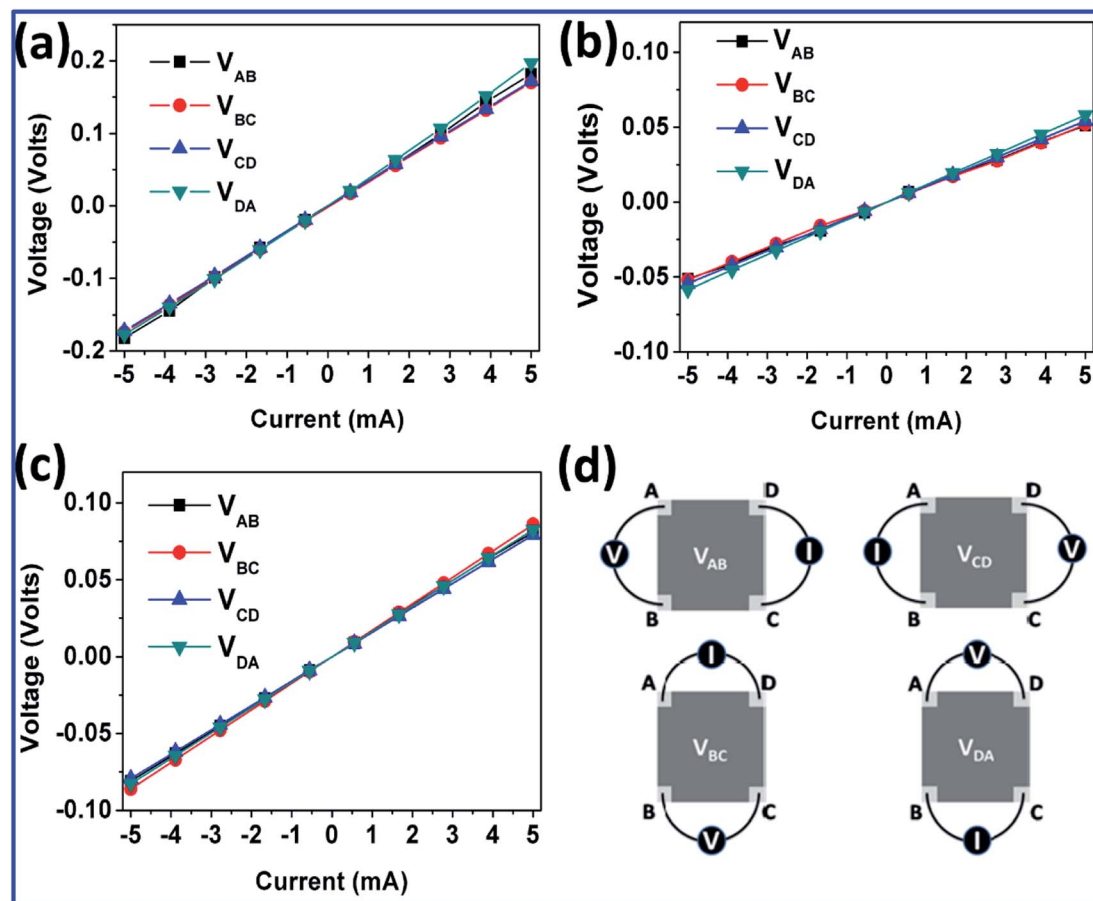 (a)
V_AB
V_BC
V_CD
V_DA
0.2
0.1
0.0
-0.1
-0.2
Voltage (Volts)
-5 -4 -3 -2 -1 0 1 2 3 4 5
Current (mA)
(b)
V_AB
V_BC
V_CD
V_DA
0.10
0.05
0.00
-0.05
-0.10
Voltage (Volts)
-5 -4 -3 -2 -1 0 1 2 3 4 5
Current (mA)
(c)
V_AB
V_BC
V_CD
V_DA
0.10
0.05
0.00
-0.05
-0.10
Voltage (Volts)
-5 -4 -3 -2 -1 0 1 2 3 4 5
Current (mA)
(d)
A D
V V_AB I
B C
A D
I V_CD V
B C
I
A D
V_BC
B C
V
V
A D
V_DA
B C
I